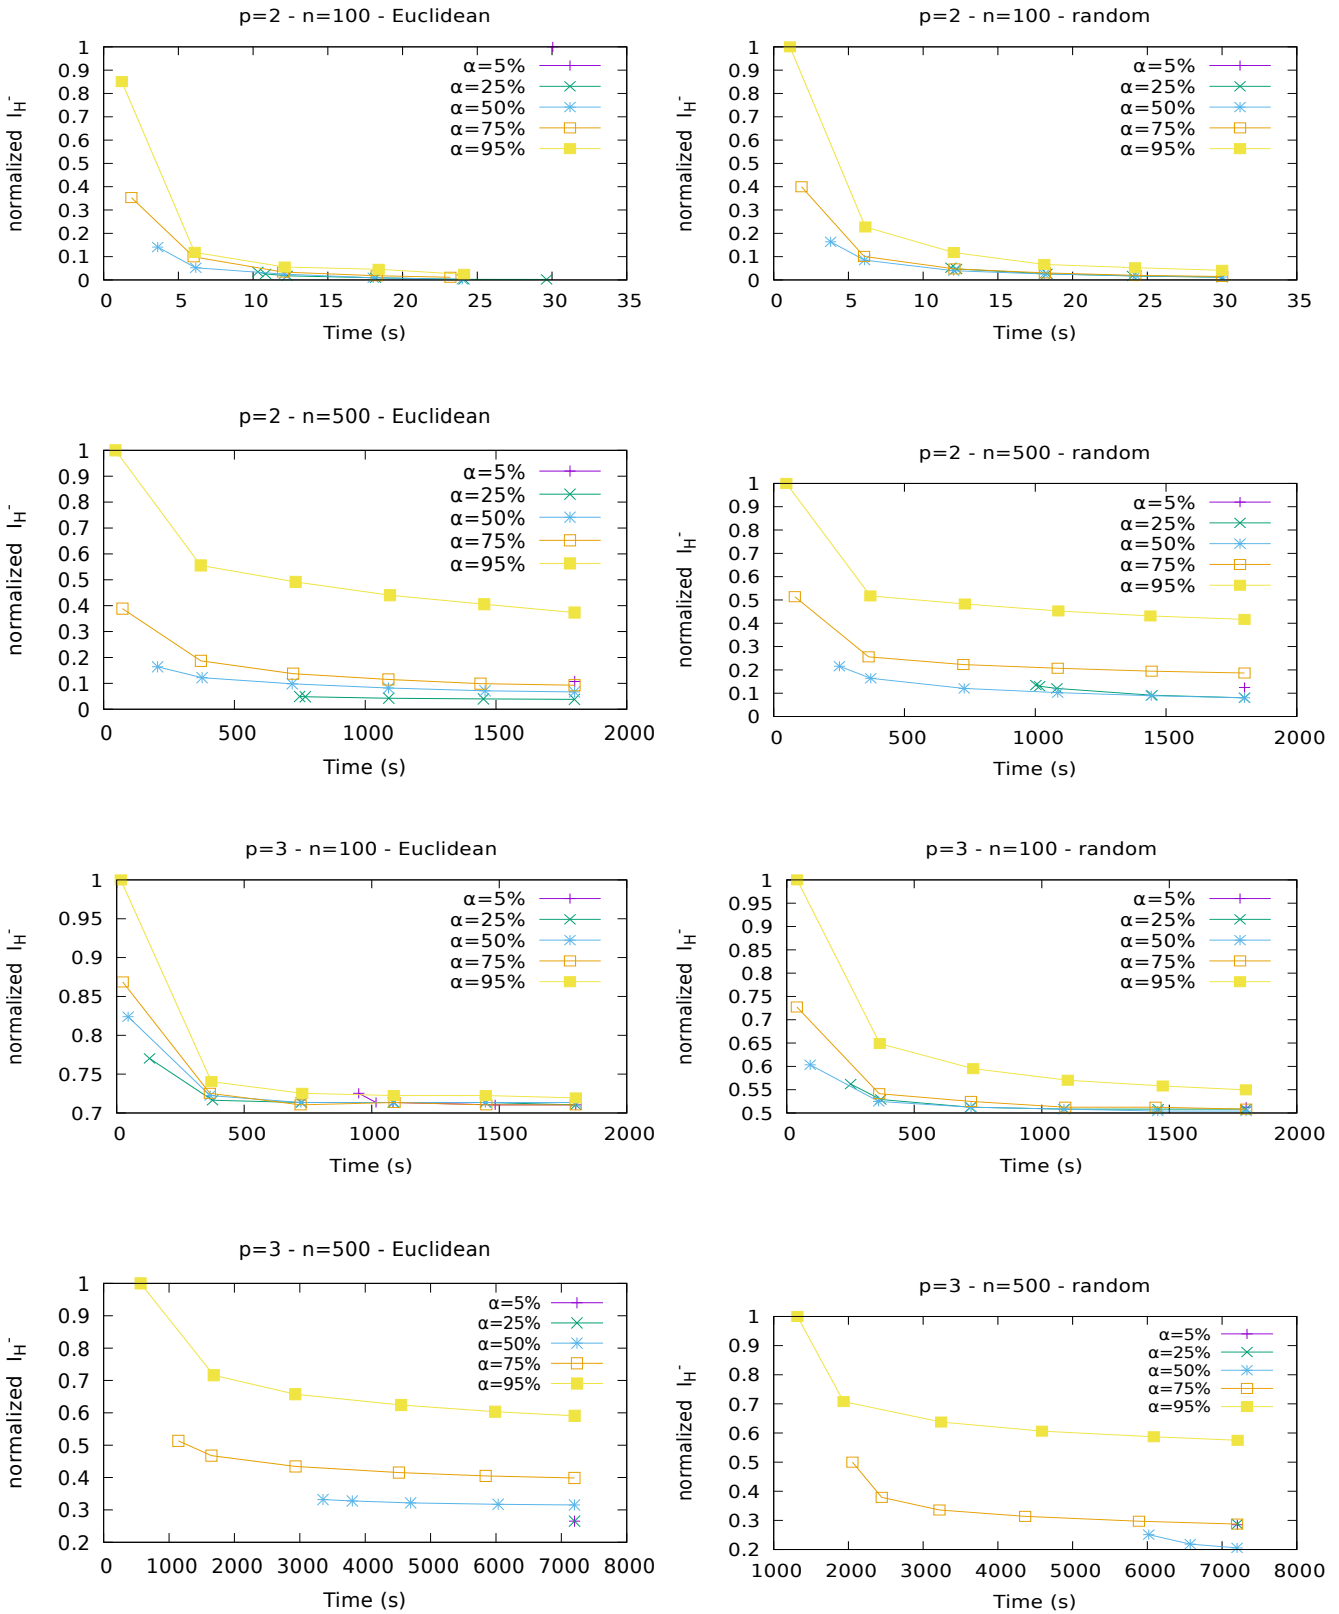 p=2 - n=100 - Euclidean
normalized I_H^-
1
0.9
0.8
0.7
0.6
0.5
0.4
0.3
0.2
0.1
0
α=5%
α=25%
α=50%
α=75%
α=95%
0 5 10 15 20 25 30 35
Time (s)
p=2 - n=100 - random
normalized I_H^-
1
0.9
0.8
0.7
0.6
0.5
0.4
0.3
0.2
0.1
0
α=5%
α=25%
α=50%
α=75%
α=95%
0 5 10 15 20 25 30 35
Time (s)
p=2 - n=500 - Euclidean
normalized I_H^-
1
0.9
0.8
0.7
0.6
0.5
0.4
0.3
0.2
0.1
0
α=5%
α=25%
α=50%
α=75%
α=95%
0 500 1000 1500 2000
Time (s)
p=2 - n=500 - random
normalized I_H^-
1
0.9
0.8
0.7
0.6
0.5
0.4
0.3
0.2
0.1
0
α=5%
α=25%
α=50%
α=75%
α=95%
0 500 1000 1500 2000
Time (s)
p=3 - n=100 - Euclidean
normalized I_H^-
1
0.95
0.9
0.85
0.8
0.75
0.7
α=5%
α=25%
α=50%
α=75%
α=95%
0 500 1000 1500 2000
Time (s)
p=3 - n=100 - random
normalized I_H^-
1
0.95
0.9
0.85
0.8
0.75
0.7
0.65
0.6
0.55
0.5
α=5%
α=25%
α=50%
α=75%
α=95%
0 500 1000 1500 2000
Time (s)
p=3 - n=500 - Euclidean
normalized I_H^-
1
0.9
0.8
0.7
0.6
0.5
0.4
0.3
0.2
α=5%
α=25%
α=50%
α=75%
α=95%
0 1000 2000 3000 4000 5000 6000 7000 8000
Time (s)
p=3 - n=500 - random
normalized I_H^-
1
0.9
0.8
0.7
0.6
0.5
0.4
0.3
0.2
α=5%
α=25%
α=50%
α=75%
α=95%
1000 2000 3000 4000 5000 6000 7000 8000
Time (s)